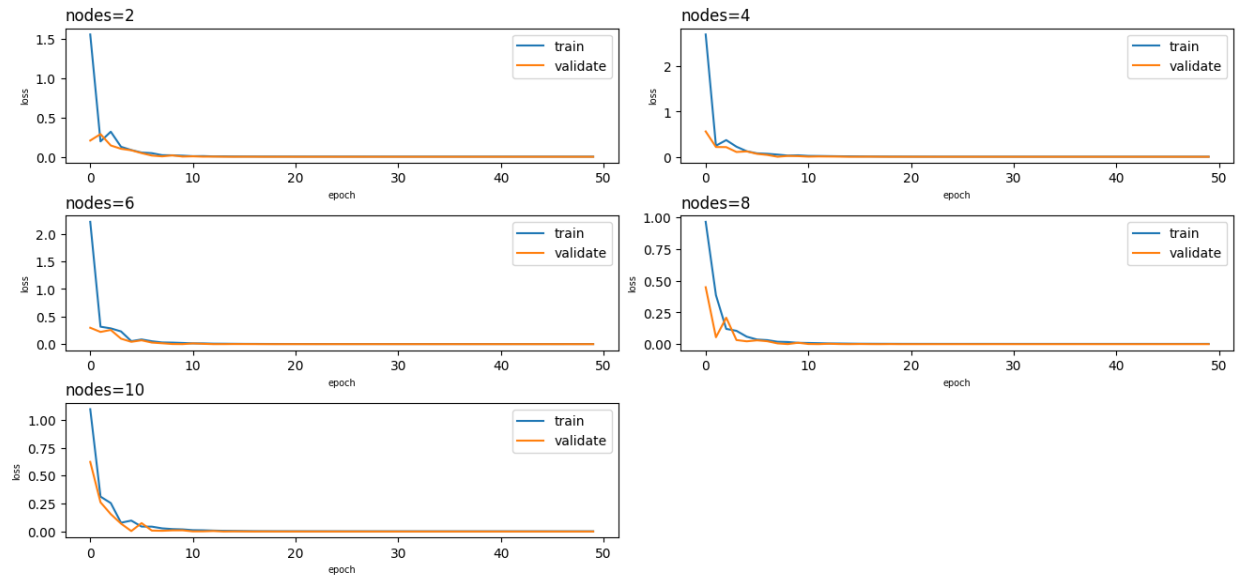 nodes=2
1.5
1.0
0.5
0.0
loss
train
validate
0 10 20 30 40 50
epoch
nodes=4
2
1
0
loss
train
validate
0 10 20 30 40 50
epoch
nodes=6
2.0
1.5
1.0
0.5
0.0
loss
train
validate
0 10 20 30 40 50
epoch
nodes=8
1.00
0.75
0.50
0.25
0.00
loss
train
validate
0 10 20 30 40 50
epoch
nodes=10
1.00
0.75
0.50
0.25
0.00
loss
train
validate
0 10 20 30 40 50
epoch